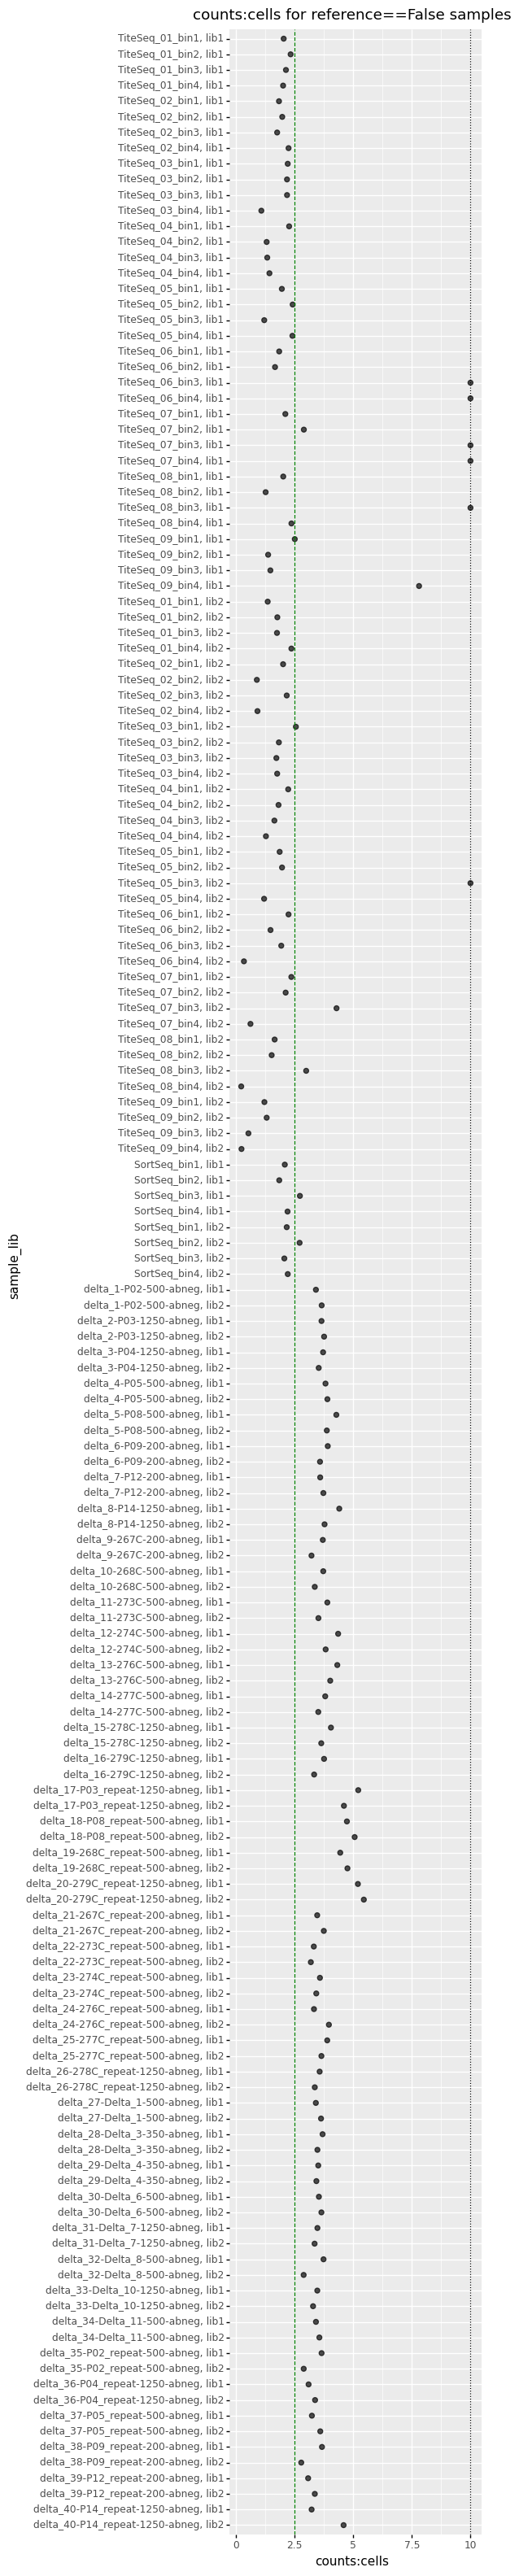 counts:cells for reference==False samples
TiteSeq_01_bin1, lib1
TiteSeq_01_bin2, lib1
TiteSeq_01_bin3, lib1
TiteSeq_01_bin4, lib1
TiteSeq_02_bin1, lib1
TiteSeq_02_bin2, lib1
TiteSeq_02_bin3, lib1
TiteSeq_02_bin4, lib1
TiteSeq_03_bin1, lib1
TiteSeq_03_bin2, lib1
TiteSeq_03_bin3, lib1
TiteSeq_03_bin4, lib1
TiteSeq_04_bin1, lib1
TiteSeq_04_bin2, lib1
TiteSeq_04_bin3, lib1
TiteSeq_04_bin4, lib1
TiteSeq_05_bin1, lib1
TiteSeq_05_bin2, lib1
TiteSeq_05_bin3, lib1
TiteSeq_05_bin4, lib1
TiteSeq_06_bin1, lib1
TiteSeq_06_bin2, lib1
TiteSeq_06_bin3, lib1
TiteSeq_06_bin4, lib1
TiteSeq_07_bin1, lib1
TiteSeq_07_bin2, lib1
TiteSeq_07_bin3, lib1
TiteSeq_07_bin4, lib1
TiteSeq_08_bin1, lib1
TiteSeq_08_bin2, lib1
TiteSeq_08_bin3, lib1
TiteSeq_08_bin4, lib1
TiteSeq_09_bin1, lib1
TiteSeq_09_bin2, lib1
TiteSeq_09_bin3, lib1
TiteSeq_09_bin4, lib1
TiteSeq_01_bin1, lib2
TiteSeq_01_bin2, lib2
TiteSeq_01_bin3, lib2
TiteSeq_01_bin4, lib2
TiteSeq_02_bin1, lib2
TiteSeq_02_bin2, lib2
TiteSeq_02_bin3, lib2
TiteSeq_02_bin4, lib2
TiteSeq_03_bin1, lib2
TiteSeq_03_bin2, lib2
TiteSeq_03_bin3, lib2
TiteSeq_03_bin4, lib2
TiteSeq_04_bin1, lib2
TiteSeq_04_bin2, lib2
TiteSeq_04_bin3, lib2
TiteSeq_04_bin4, lib2
TiteSeq_05_bin1, lib2
TiteSeq_05_bin2, lib2
TiteSeq_05_bin3, lib2
TiteSeq_05_bin4, lib2
TiteSeq_06_bin1, lib2
TiteSeq_06_bin2, lib2
TiteSeq_06_bin3, lib2
TiteSeq_06_bin4, lib2
TiteSeq_07_bin1, lib2
TiteSeq_07_bin2, lib2
TiteSeq_07_bin3, lib2
TiteSeq_07_bin4, lib2
TiteSeq_08_bin1, lib2
TiteSeq_08_bin2, lib2
TiteSeq_08_bin3, lib2
TiteSeq_08_bin4, lib2
TiteSeq_09_bin1, lib2
TiteSeq_09_bin2, lib2
TiteSeq_09_bin3, lib2
TiteSeq_09_bin4, lib2
SortSeq_bin1, lib1
SortSeq_bin2, lib1
SortSeq_bin3, lib1
SortSeq_bin4, lib1
SortSeq_bin1, lib2
SortSeq_bin2, lib2
SortSeq_bin3, lib2
SortSeq_bin4, lib2
sample_lib
delta_1-P02-500-abneg, lib1
delta_1-P02-500-abneg, lib2
delta_2-P03-1250-abneg, lib1
delta_2-P03-1250-abneg, lib2
delta_3-P04-1250-abneg, lib1
delta_3-P04-1250-abneg, lib2
delta_4-P05-500-abneg, lib1
delta_4-P05-500-abneg, lib2
delta_5-P08-500-abneg, lib1
delta_5-P08-500-abneg, lib2
delta_6-P09-200-abneg, lib1
delta_6-P09-200-abneg, lib2
delta_7-P12-200-abneg, lib1
delta_7-P12-200-abneg, lib2
delta_8-P14-1250-abneg, lib1
delta_8-P14-1250-abneg, lib2
delta_9-267C-200-abneg, lib1
delta_9-267C-200-abneg, lib2
delta_10-268C-500-abneg, lib1
delta_10-268C-500-abneg, lib2
delta_11-273C-500-abneg, lib1
delta_11-273C-500-abneg, lib2
delta_12-274C-500-abneg, lib1
delta_12-274C-500-abneg, lib2
delta_13-276C-500-abneg, lib1
delta_13-276C-500-abneg, lib2
delta_14-277C-500-abneg, lib1
delta_14-277C-500-abneg, lib2
delta_15-278C-1250-abneg, lib1
delta_15-278C-1250-abneg, lib2
delta_16-279C-1250-abneg, lib1
delta_16-279C-1250-abneg, lib2
delta_17-P03_repeat-1250-abneg, lib1
delta_17-P03_repeat-1250-abneg, lib2
delta_18-P08_repeat-500-abneg, lib1
delta_18-P08_repeat-500-abneg, lib2
delta_19-268C_repeat-500-abneg, lib1
delta_19-268C_repeat-500-abneg, lib2
delta_20-279C_repeat-1250-abneg, lib1
delta_20-279C_repeat-1250-abneg, lib2
delta_21-267C_repeat-200-abneg, lib1
delta_21-267C_repeat-200-abneg, lib2
delta_22-273C_repeat-500-abneg, lib1
delta_22-273C_repeat-500-abneg, lib2
delta_23-274C_repeat-500-abneg, lib1
delta_23-274C_repeat-500-abneg, lib2
delta_24-276C_repeat-500-abneg, lib1
delta_24-276C_repeat-500-abneg, lib2
delta_25-277C_repeat-500-abneg, lib1
delta_25-277C_repeat-500-abneg, lib2
delta_26-278C_repeat-1250-abneg, lib1
delta_26-278C_repeat-1250-abneg, lib2
delta_27-Delta_1-500-abneg, lib1
delta_27-Delta_1-500-abneg, lib2
delta_28-Delta_3-350-abneg, lib1
delta_28-Delta_3-350-abneg, lib2
delta_29-Delta_4-350-abneg, lib1
delta_29-Delta_4-350-abneg, lib2
delta_30-Delta_6-500-abneg, lib1
delta_30-Delta_6-500-abneg, lib2
delta_31-Delta_7-1250-abneg, lib1
delta_31-Delta_7-1250-abneg, lib2
delta_32-Delta_8-500-abneg, lib1
delta_32-Delta_8-500-abneg, lib2
delta_33-Delta_10-1250-abneg, lib1
delta_33-Delta_10-1250-abneg, lib2
delta_34-Delta_11-500-abneg, lib1
delta_34-Delta_11-500-abneg, lib2
delta_35-P02_repeat-500-abneg, lib1
delta_35-P02_repeat-500-abneg, lib2
delta_36-P04_repeat-1250-abneg, lib1
delta_36-P04_repeat-1250-abneg, lib2
delta_37-P05_repeat-500-abneg, lib1
delta_37-P05_repeat-500-abneg, lib2
delta_38-P09_repeat-200-abneg, lib1
delta_38-P09_repeat-200-abneg, lib2
delta_39-P12_repeat-200-abneg, lib1
delta_39-P12_repeat-200-abneg, lib2
delta_40-P14_repeat-1250-abneg, lib1
delta_40-P14_repeat-1250-abneg, lib2
0 2.5 5 7.5 10
counts:cells